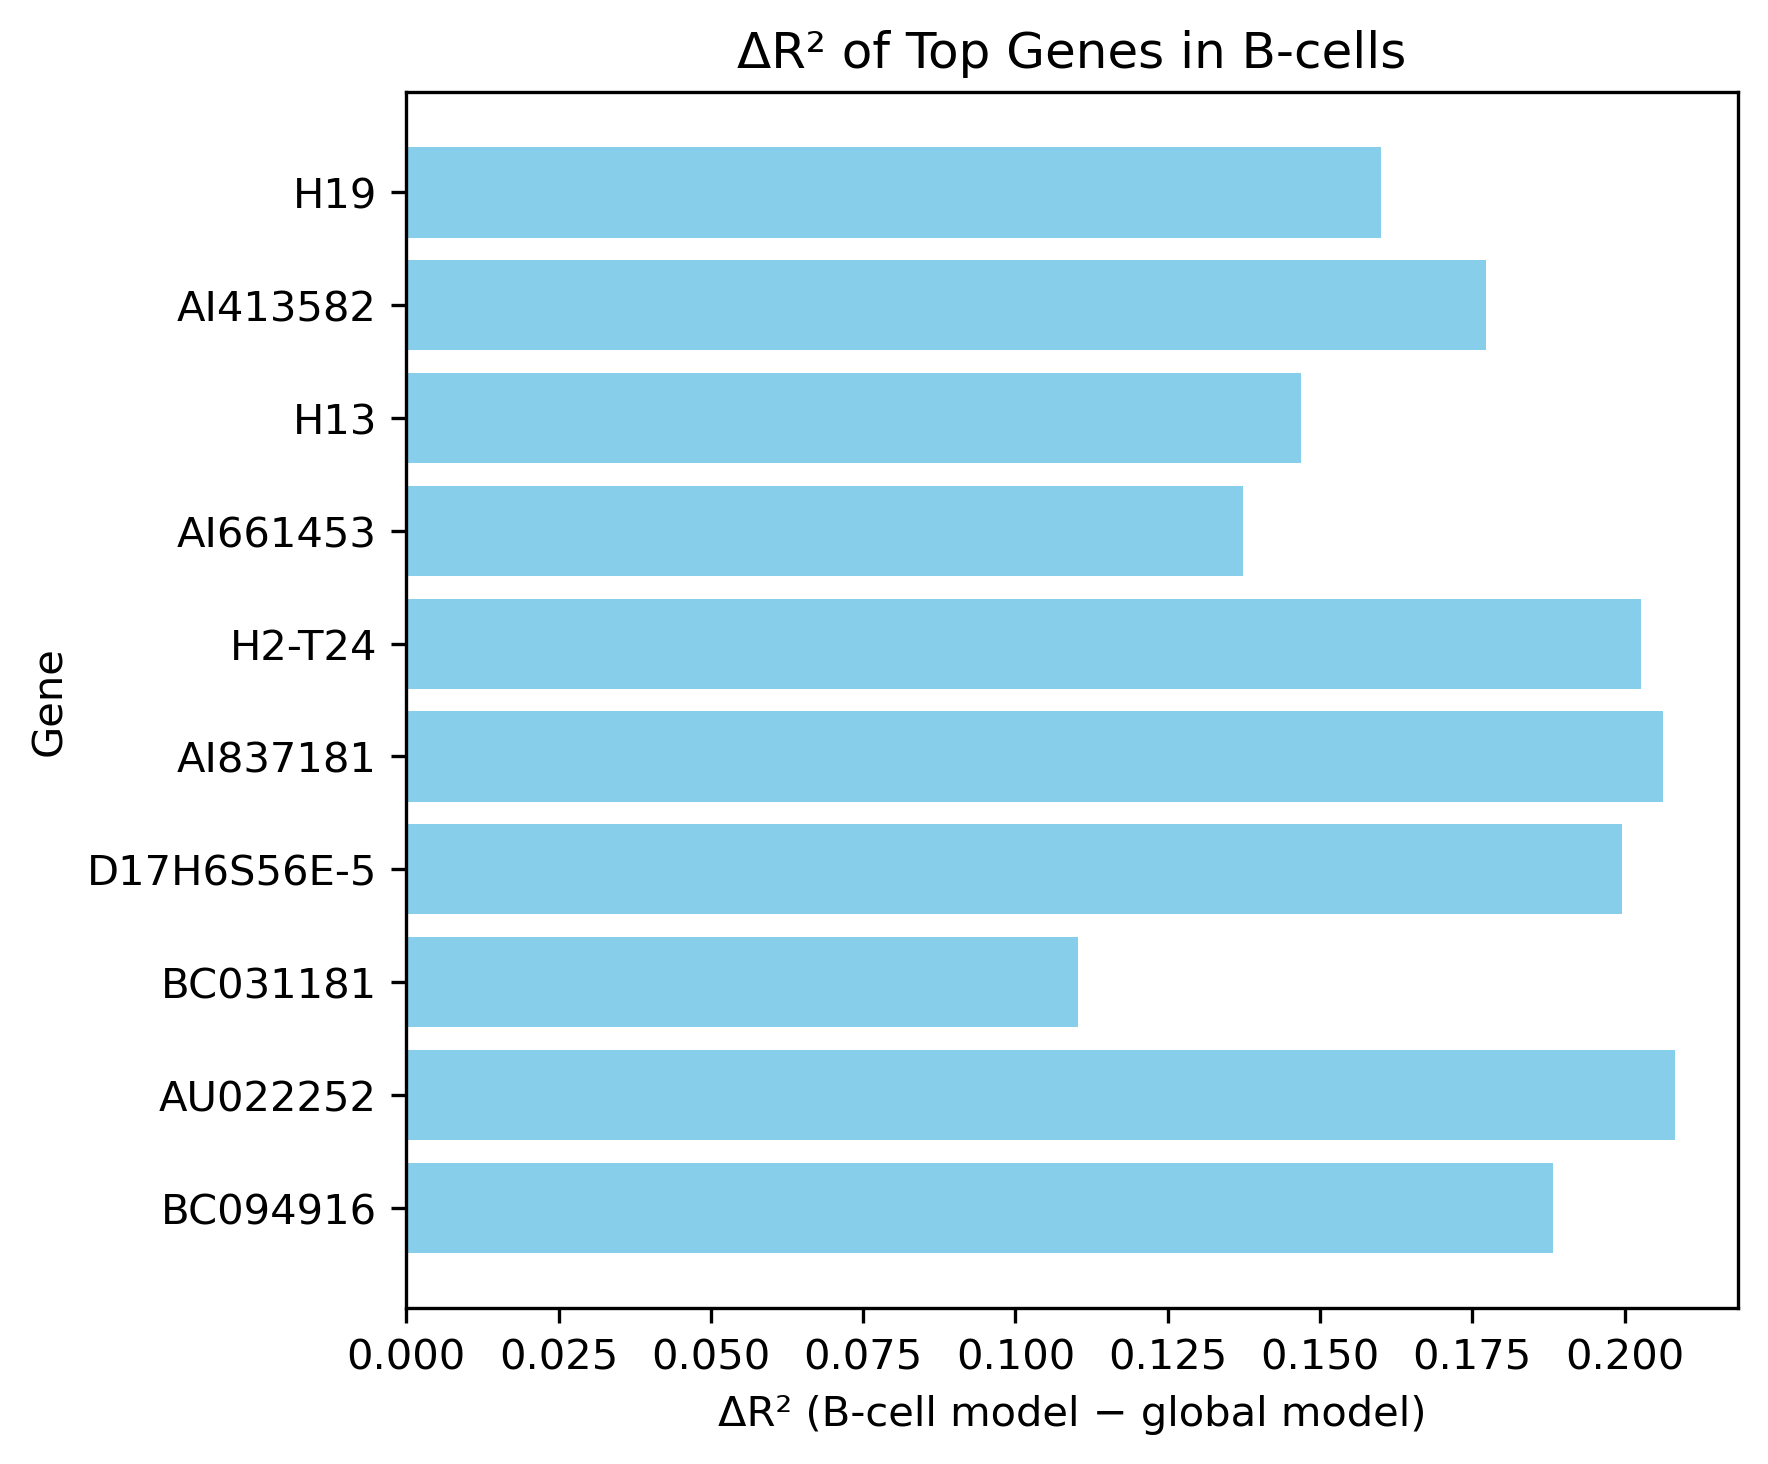 ΔR² of Top Genes in B-cells
H19
AI413582
H13
AI661453
H2-T24
AI837181
D17H6S56E-5
BC031181
AU022252
BC094916
Gene
0.000 0.025 0.050 0.075 0.100 0.125 0.150 0.175 0.200
ΔR² (B-cell model − global model)